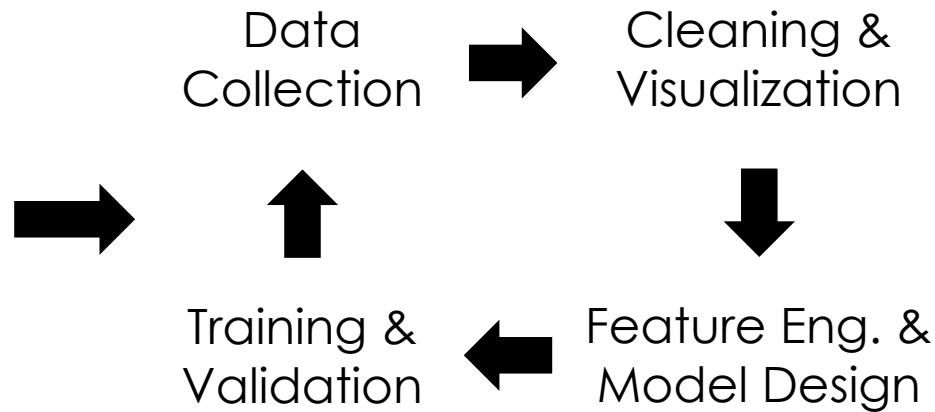 Data
Collection
Cleaning &
Visualization
Training &
Validation
Feature Eng. &
Model Design